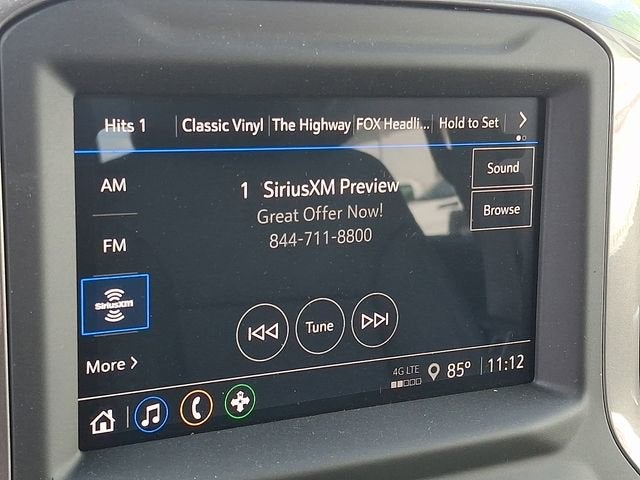 Hits 1
Classic Vinyl
The Highway
FOX Headli...
Hold to Set
AM
1 SiriusXM Preview
Sound
Great Offer Now!
Browse
844-711-8800
FM
SiriusXM
Tune
More
4G LTE
85°
11:12